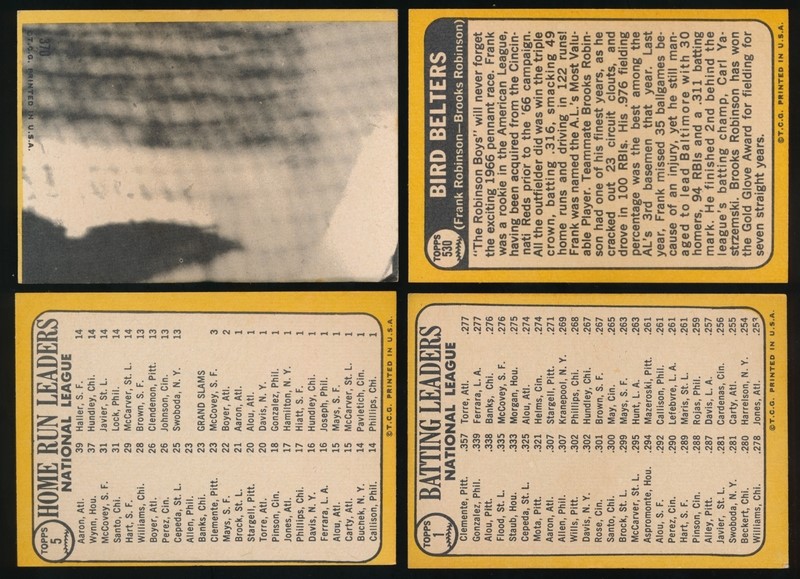 370
©T.C.G. PRINTED IN U.S.A.
TOPPS
530
BIRD BELTERS
(Frank Robinson—Brooks Robinson)
"The Robinson Boys" will never forget
the exciting 1966 pennant race. Frank
was a rookie in the American League,
having been acquired from the Cincin-
nati Reds prior to the '66 campaign.
All the outfielder did was win the triple
crown, batting .316, smacking 49
home runs and driving in 122 runs!
Frank was named the A.L.'s Most Valu-
able Player. Teammate Brooks Robin-
son had one of his finest years, as he
cracked out 23 circuit clouts, and
drove in 100 RBIs. His .976 fielding
percentage was the best among the
AL's 3rd basemen that year. Last
year, Frank missed 35 ballgames be-
cause of an injury, yet he still man-
aged to lead Baltimore with 30
homers, 94 RBIs and a .311 batting
mark. He finished 2nd behind the
league's batting champ, Carl Ya-
strzemski. Brooks Robinson has won
the Gold Glove Award for fielding for
seven straight years.
©T.C.G. PRINTED IN U.S.A.
TOPPS
5
HOME RUN LEADERS
NATIONAL LEAGUE
Aaron, Atl. 39 Haller, S. F. 14
Wynn, Hou. 37 Hundley, Chi. 14
McCovey, S. F. 31 Javier, St. L. 14
Santo, Chi. 31 Lock, Phil. 14
Hart, S. F. 29 McCarver, St. L. 14
Williams, Chi. 28 Brown, S. F. 13
Boyer, Atl. 26 Clendenon, Pitt. 13
Perez, Cin. 26 Johnson, Cin. 13
Cepeda, St. L. 25 Swoboda, N. Y. 13
Allen, Phil. 23
Banks, Chi. 23 GRAND SLAMS
Clemente, Pitt. 23 McCovey, S. F. 3
Mays, S. F. 22 Boyer, Atl. 2
Brock, St. L. 21 Aaron, Atl. 1
Stargell, Pitt. 20 Alou, Atl. 1
Torre, Atl. 20 Davis, N. Y. 1
Pinson, Cin. 18 Gonzalez, Phil. 1
Jones, Atl. 17 Hamilton, N. Y. 1
Phillips, Chi. 17 Hiatt, S. F. 1
Davis, N. Y. 16 Hundley, Chi. 1
Ferrara, L. A. 16 Joseph, Phil. 1
Alou, Atl. 15 Mays, S. F. 1
Carty, Atl. 15 McCarver, St. L. 1
Buchek, N. Y. 14 Pavletich, Cin. 1
Callison, Phil. 14 Phillips, Chi. 1
©T.C.G. PRINTED IN U.S.A.
TOPPS
1
BATTING LEADERS
NATIONAL LEAGUE
Clemente, Pitt. .357 Torre, Atl. .277
Gonzalez, Phil. .339 Ferrara, L. A. .277
Alou, Pitt. .338 Banks, Chi. .276
Flood, St. L. .335 McCovey, S. F. .276
Staub, Hou. .333 Morgan, Hou. .275
Cepeda, St. L. .325 Alou, Atl. .274
Mota, Pitt. .321 Helms, Cin. .274
Aaron, Atl. .307 Stargell, Pitt. .271
Allen, Phil. .307 Kranepool, N. Y. .269
Wills, Pitt. .302 Phillips, Chi. .268
Davis, N. Y. .302 Hundley, Chi. .267
Rose, Cin. .301 Brown, S. F. .267
Santo, Chi. .300 May, Cin. .265
Brock, St. L. .299 Mays, S. F. .263
McCarver, St. L. .295 Hunt, L. A. .263
Aspromonte, Hou. .294 Mazeroski, Pitt. .261
Alou, S. F. .292 Callison, Phil. .261
Perez, Cin. .290 Lefebvre, L. A. .261
Hart, S. F. .289 Maris, St. L. .261
Pinson, Cin. .288 Rojas, Phil. .259
Alley, Pitt. .287 Davis, L. A. .257
Javier, St. L. .281 Cardenas, Cin. .256
Swoboda, N. Y. .281 Carty, Atl. .255
Beckert, Chi. .280 Harrelson, N. Y. .254
Williams, Chi. .278 Jones, Atl. .253
©T.C.G. PRINTED IN U.S.A.